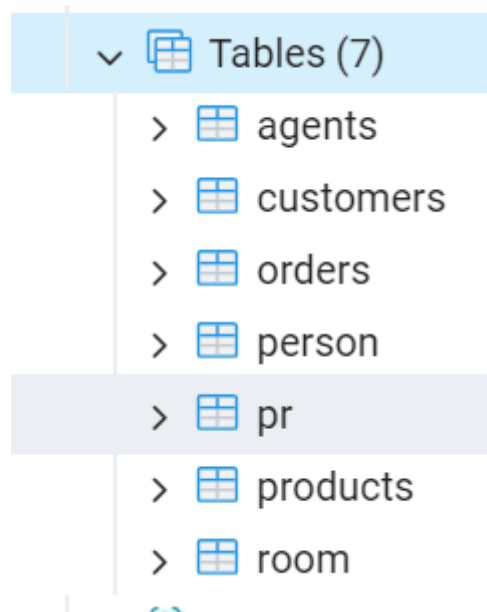 Tables (7)
agents
customers
orders
person
pr
products
room